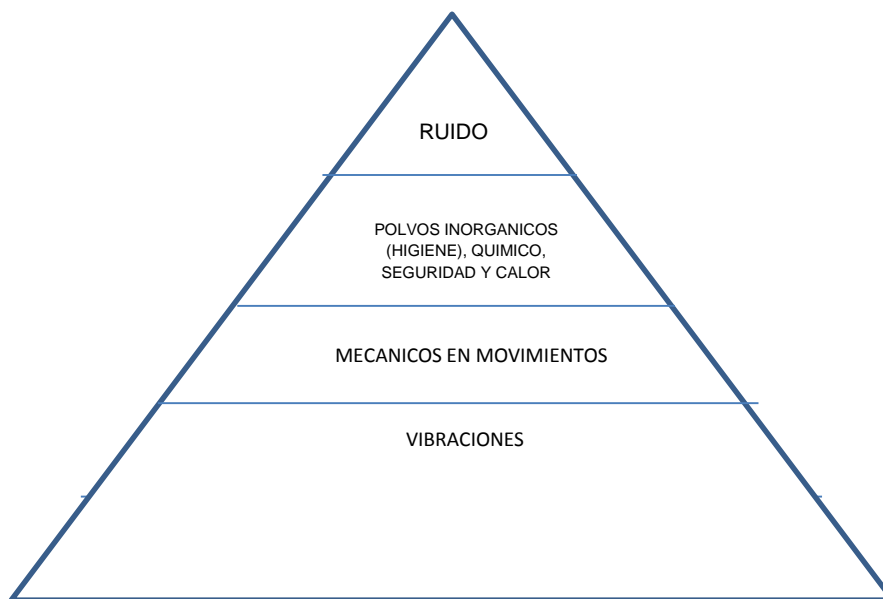 RUIDO
POLVOS INORGANICOS
(HIGIENE), QUIMICO,
SEGURIDAD Y CALOR
MECANICOS EN MOVIMIENTOS
VIBRACIONES